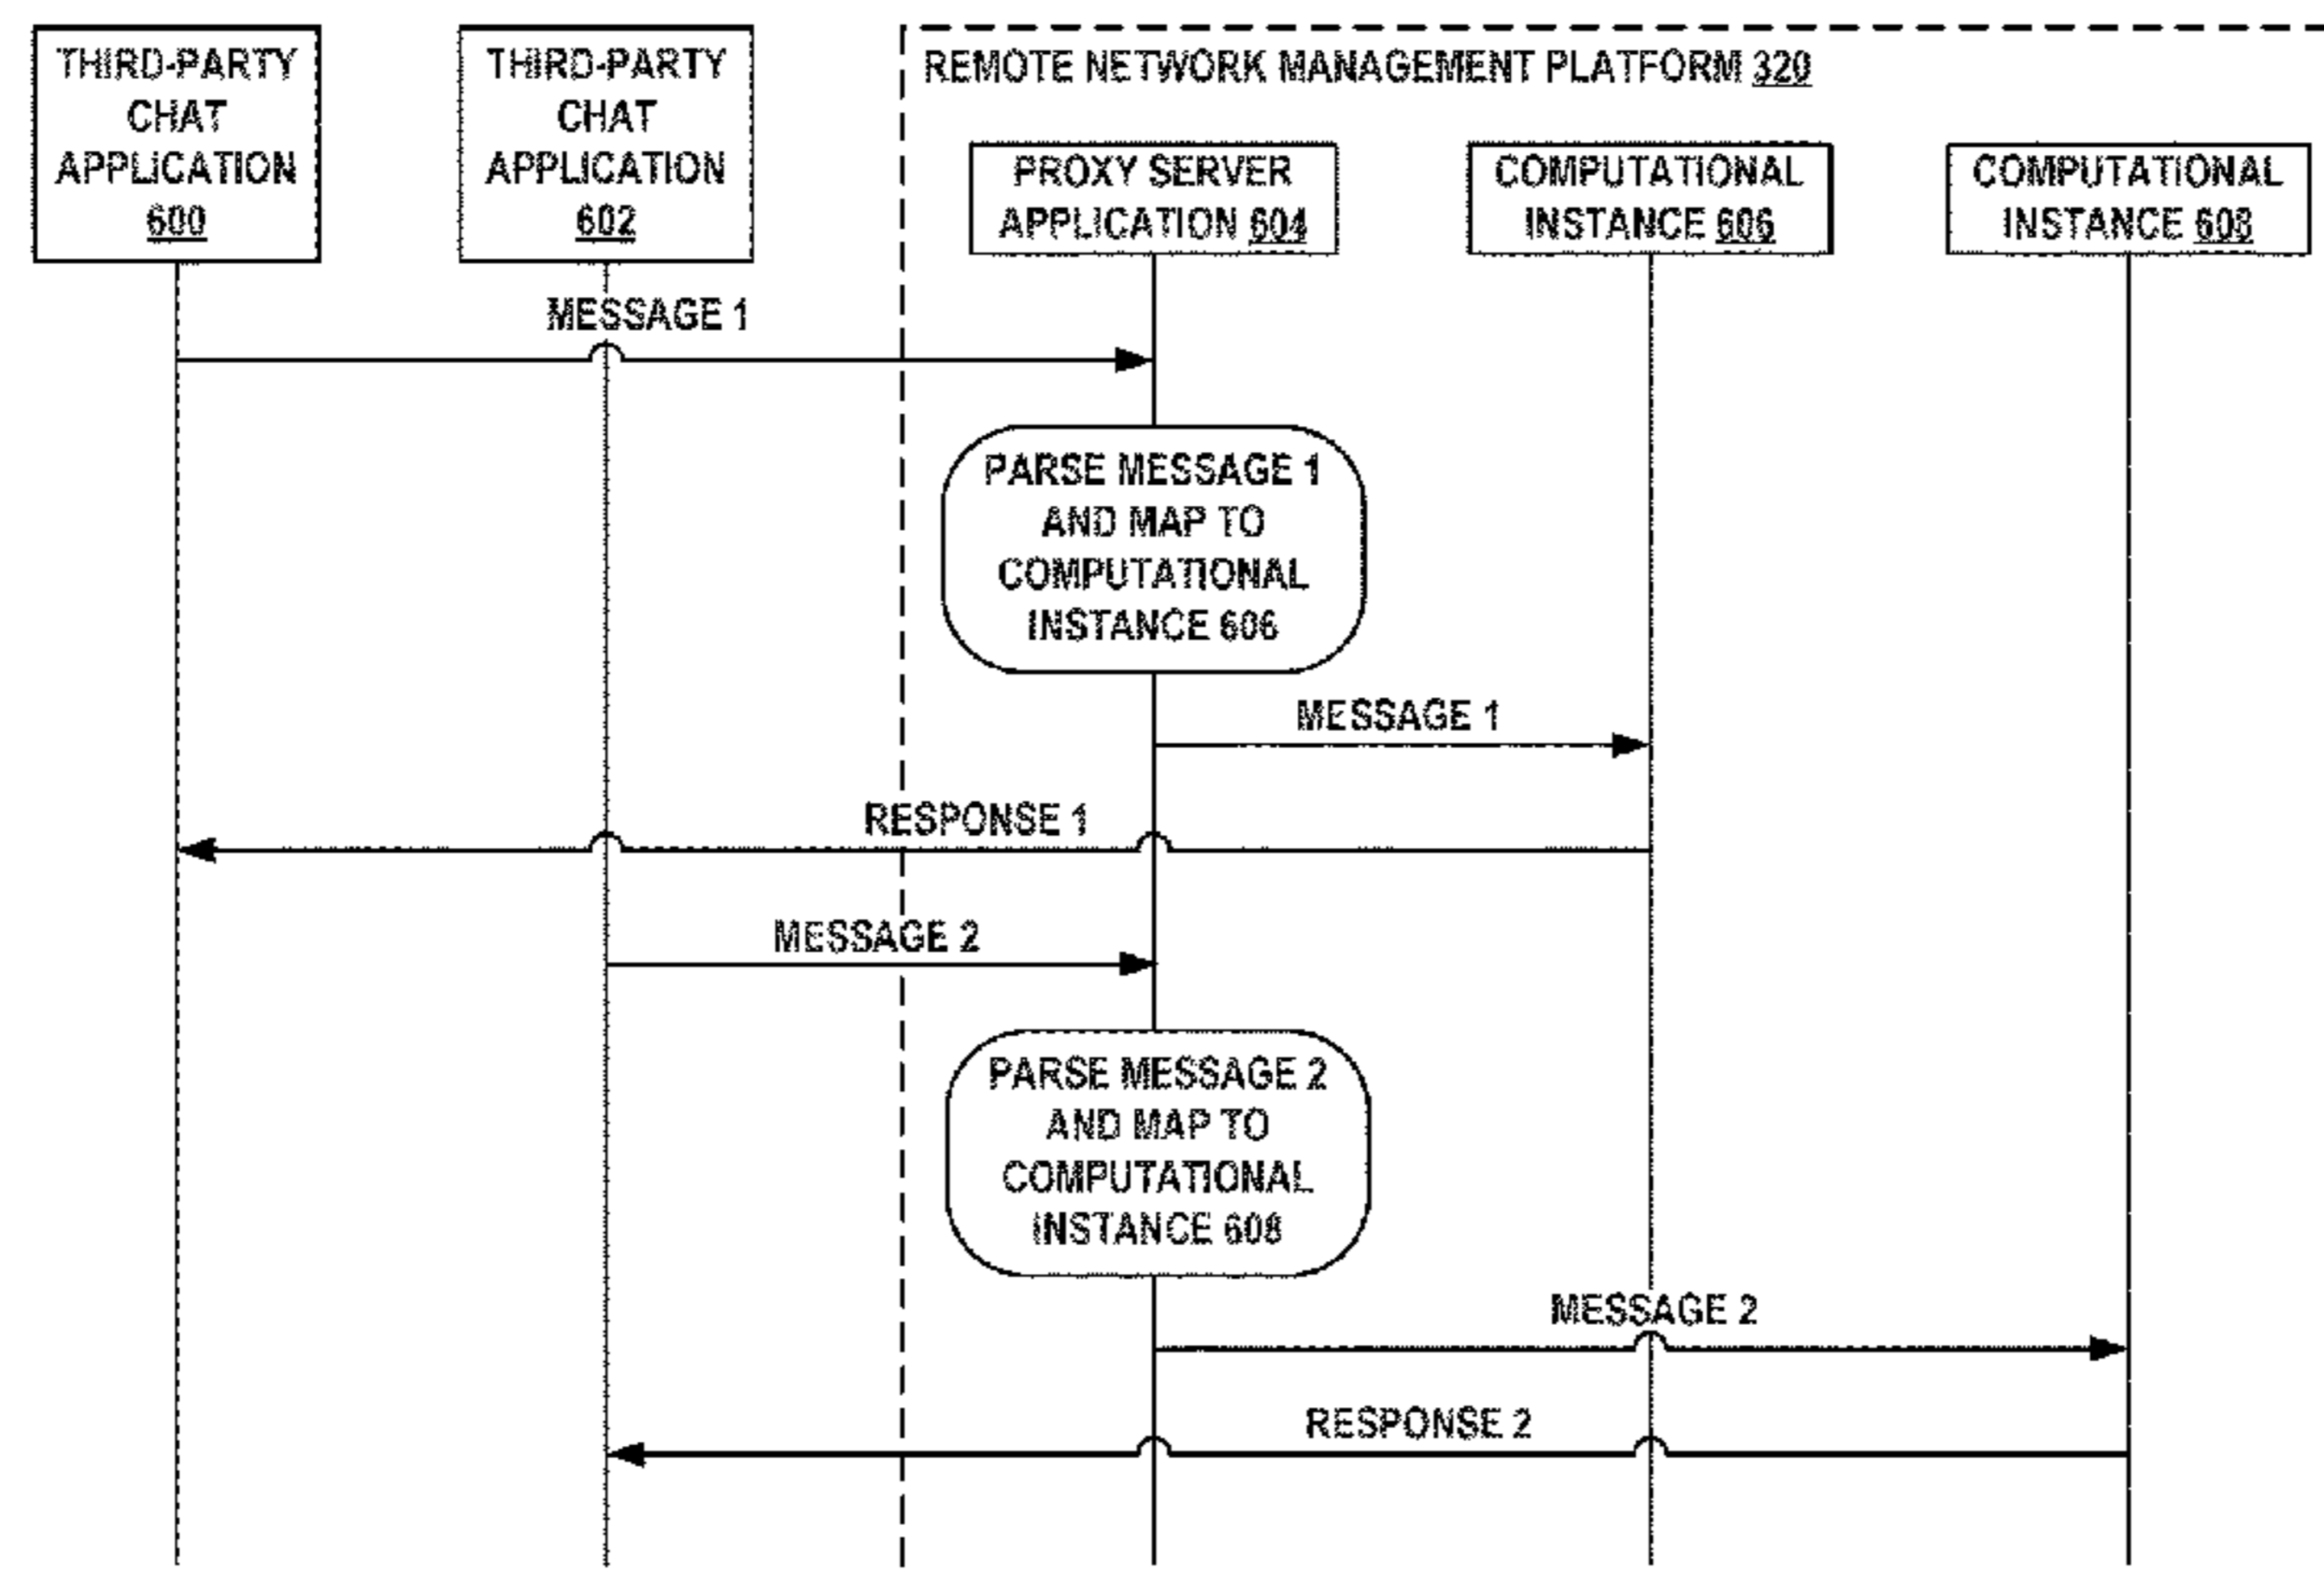 THIRD-PARTY
CHAT
APPLICATION
600
THIRD-PARTY
CHAT
APPLICATION
602
REMOTE NETWORK MANAGEMENT PLATFORM 320
PROXY SERVER
APPLICATION 604
COMPUTATIONAL
INSTANCE 606
COMPUTATIONAL
INSTANCE 608
MESSAGE 1
PARSE MESSAGE 1
AND MAP TO
COMPUTATIONAL
INSTANCE 606
MESSAGE 1
RESPONSE 1
MESSAGE 2
PARSE MESSAGE 2
AND MAP TO
COMPUTATIONAL
INSTANCE 608
MESSAGE 2
RESPONSE 2